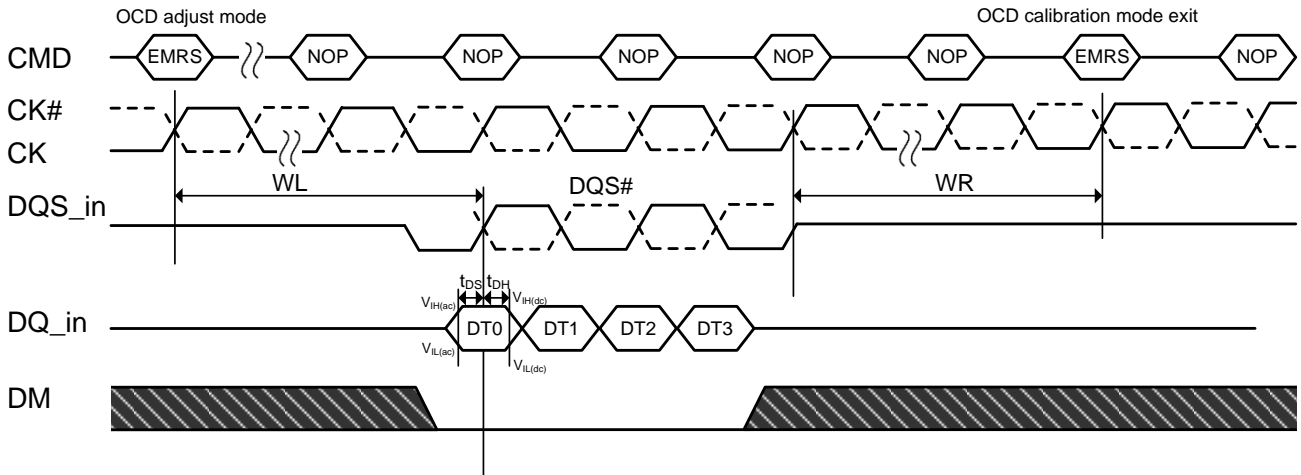 OCD adjust mode OCD calibration mode exit
CMD EMRS NOP NOP NOP NOP NOP EMRS NOP
CK#
CK
WL DQS# WR
DQS_in
tDS tDH
VIH(ac) VIH(dc)
DQ_in DT0 DT1 DT2 DT3
VIL(ac) VIL(dc)
DM